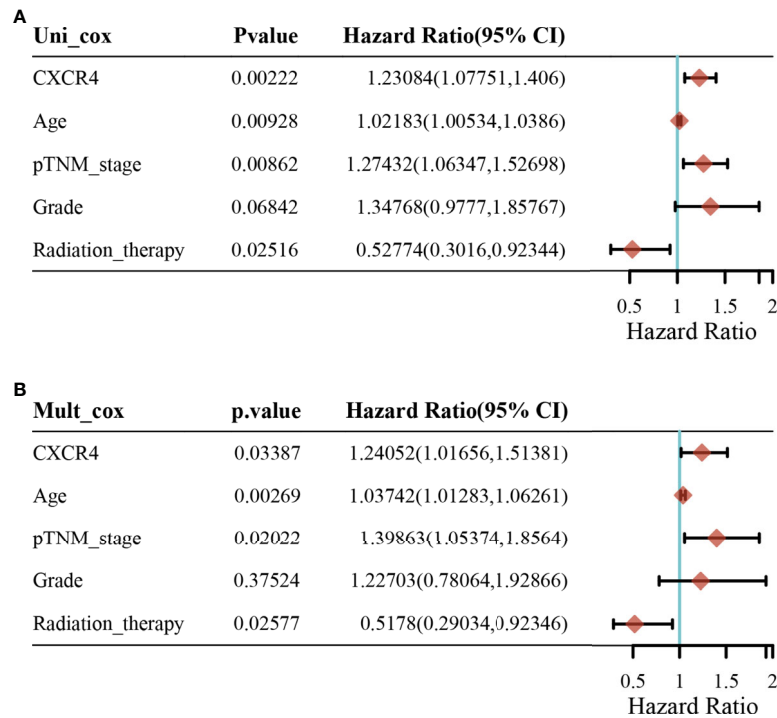 A
Uni_cox Pvalue Hazard Ratio(95% CI)
CXCR4 0.00222 1.23084(1.07751,1.406)
Age 0.00928 1.02183(1.00534,1.0386)
pTNM_stage 0.00862 1.27432(1.06347,1.52698)
Grade 0.06842 1.34768(0.9777,1.85767)
Radiation_therapy 0.02516 0.52774(0.3016,0.92344)
0.5 1 1.5 2
Hazard Ratio
B
Mult_cox p.value Hazard Ratio(95% CI)
CXCR4 0.03387 1.24052(1.01656,1.51381)
Age 0.00269 1.03742(1.01283,1.06261)
pTNM_stage 0.02022 1.39863(1.05374,1.8564)
Grade 0.37524 1.22703(0.78064,1.92866)
Radiation_therapy 0.02577 0.5178(0.29034,0.92346)
0.5 1 1.5 2
Hazard Ratio